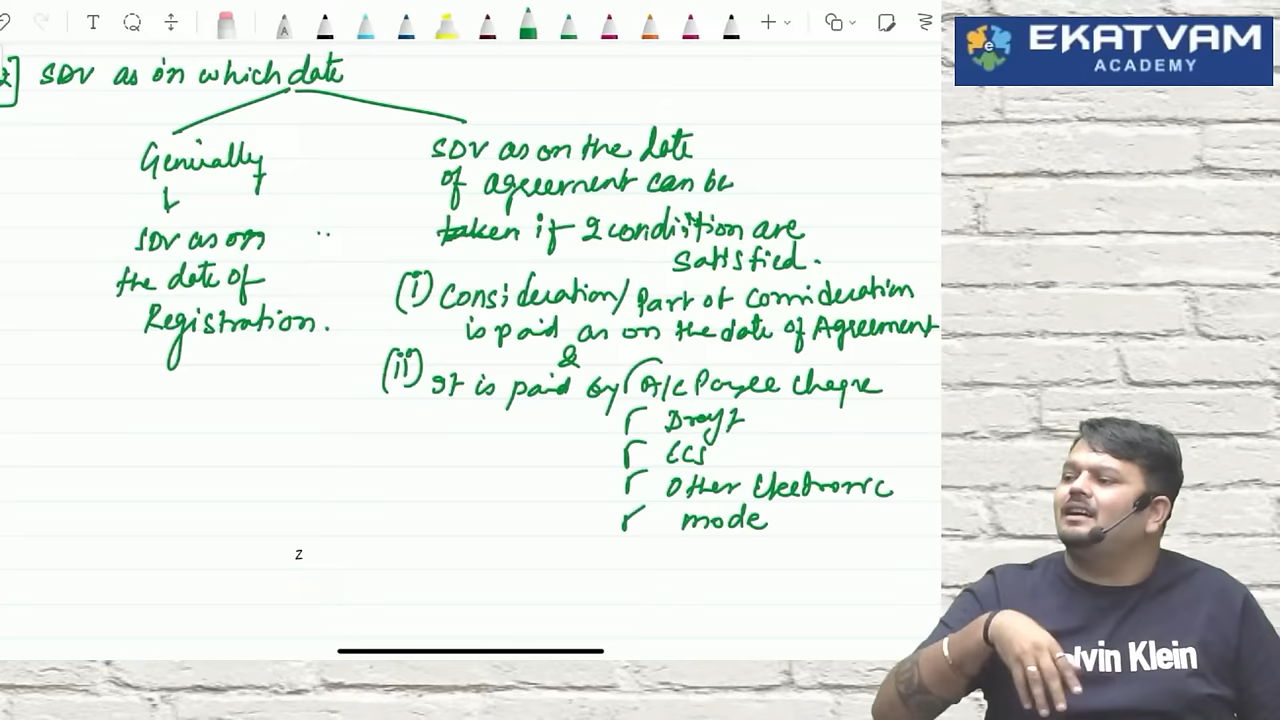 2] SDV as on which date
Generally
SDV as on
the date of
Registration.
SDV as on the date
of agreement can be
taken if 2 condition are
satisfied.
(i) Consideration/ part of consideration
is paid as on the date of Agreement
&
(ii) It is paid by A/c Payee cheque
Draft
ECS
Other Electronic
mode
z
EKATVAM
ACADEMY
alvin Klein